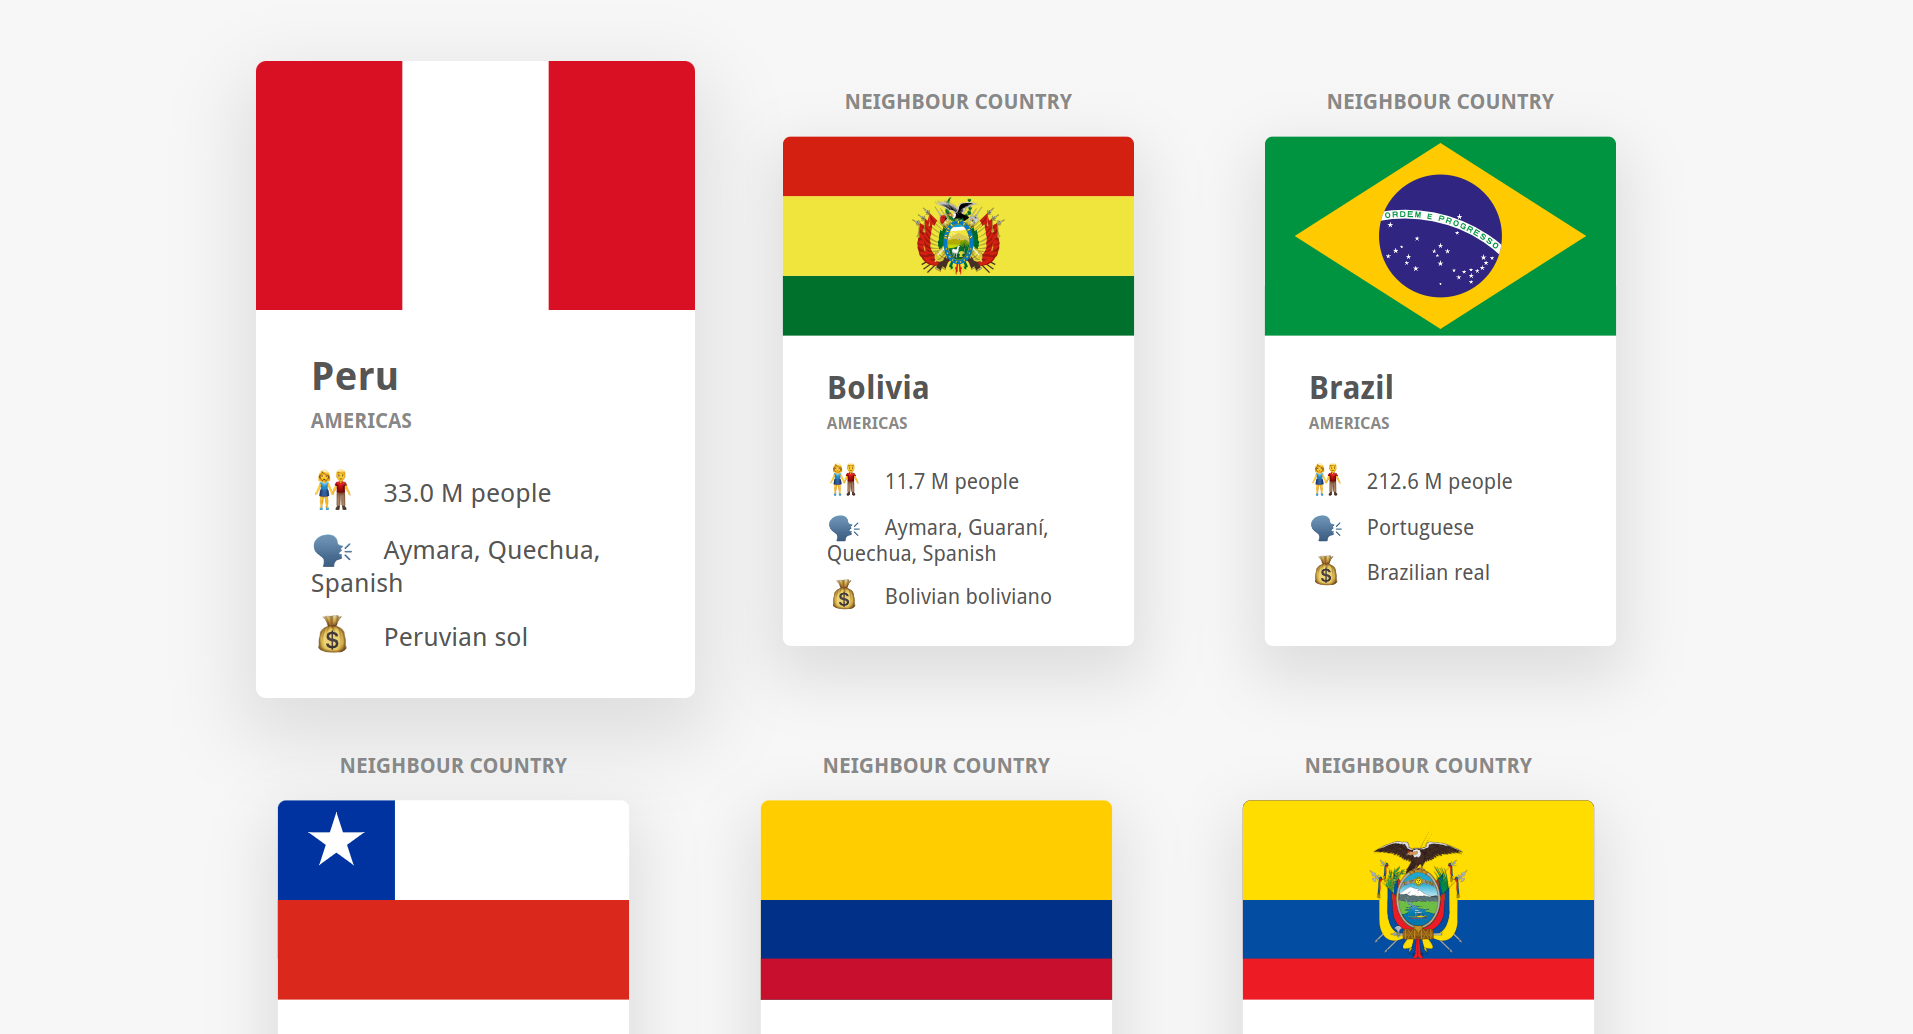 Peru
AMERICAS
33.0 M people
Aymara, Quechua,
Spanish
Peruvian sol
NEIGHBOUR COUNTRY
Bolivia
AMERICAS
11.7 M people
Aymara, Guaraní,
Quechua, Spanish
Bolivian boliviano
NEIGHBOUR COUNTRY
ORDEM E PROGRESSO
Brazil
AMERICAS
212.6 M people
Portuguese
Brazilian real
NEIGHBOUR COUNTRY
NEIGHBOUR COUNTRY
NEIGHBOUR COUNTRY